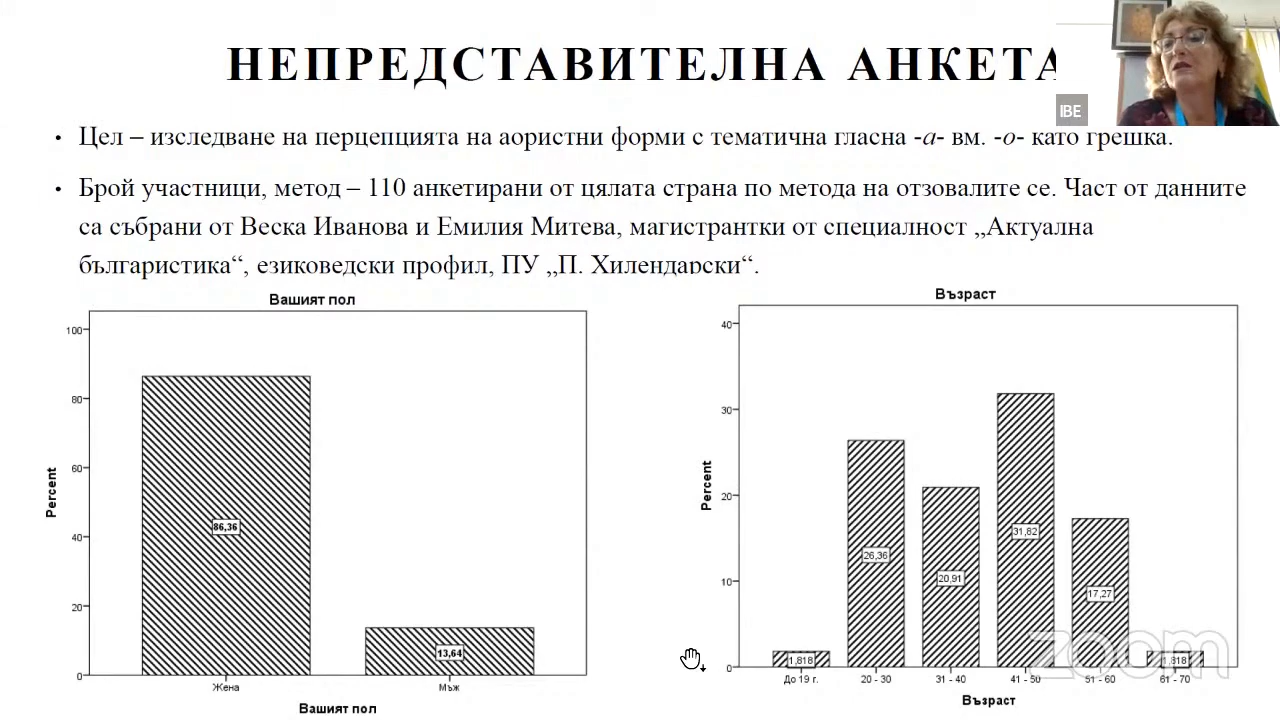 НЕПРЕДСТАВИТЕЛНА АНКЕТА
IBE
• Цел – изследване на перцепцията на аористни форми с тематична гласна -а- вм. -о- като грешка.
• Брой участници, метод – 110 анкетирани от цялата страна по метода на отзовалите се. Част от данните
са събрани от Веска Иванова и Емилия Митева, магистрантки от специалност „Актуална
българистика“, езиковедски профил, ПУ „П. Хилендарски“.
Вашият пол
100
80
60
40
20
0
Percent
86,36
13,64
Жена
Мъж
Вашият пол
Възраст
40
30
20
10
0
Percent
1,818
26,36
20,91
31,82
17,27
1,818
До 19 г.
20 - 30
31 - 40
41 - 50
51 - 60
61 - 70
Възраст
zoom